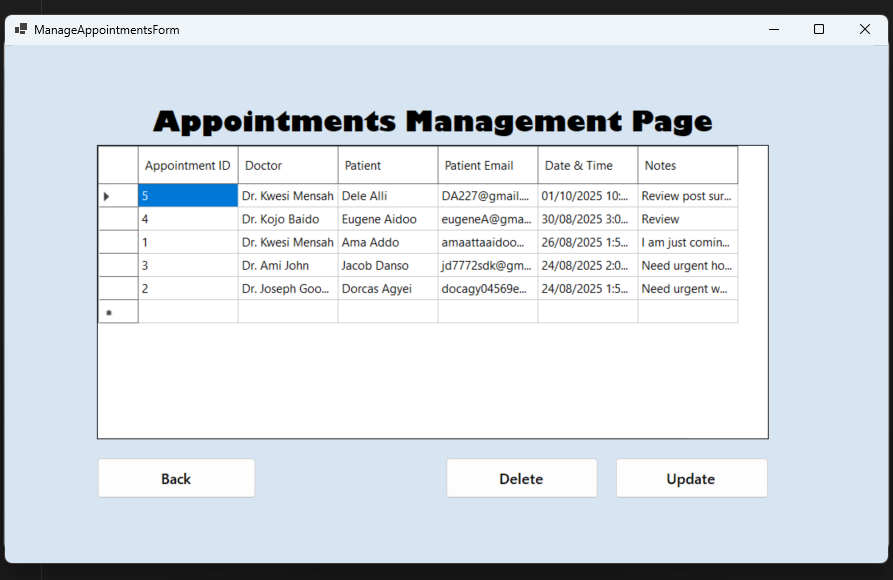 ManageAppointmentsForm
Appointments Management Page
Appointment ID Doctor Patient Patient Email Date & Time Notes
5 Dr. Kwesi Mensah Dele Alli DA227@gmail.... 01/10/2025 10:... Review post sur...
4 Dr. Kojo Baido Eugene Aidoo eugeneA@gma... 30/08/2025 3:0... Review
1 Dr. Kwesi Mensah Ama Addo amaattaaidoo... 26/08/2025 1:5... I am just comin...
3 Dr. Ami John Jacob Danso jd7772sdk@gm... 24/08/2025 2:0... Need urgent ho...
2 Dr. Joseph Goo... Dorcas Agyei docagy04569e... 24/08/2025 1:5... Need urgent w...
Back Delete Update